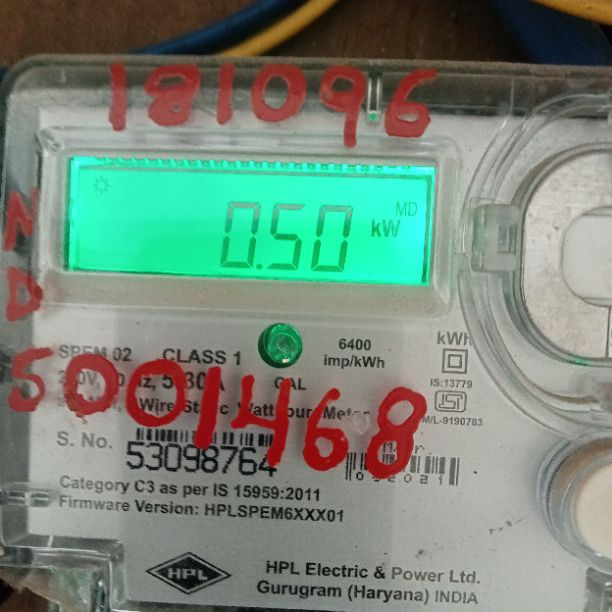 181096
0.50 kW MD
N
D
SPEM 02 CLASS 1 6400 imp/kWh kWh
CAL IS:13779
5001468
CM/L-9190783
S. No. 53098764
032021
Category C3 as per IS 15959:2011
Firmware Version: HPLSPEM6XXX01
HPL
HPL Electric & Power Ltd.
Gurugram (Haryana) INDIA